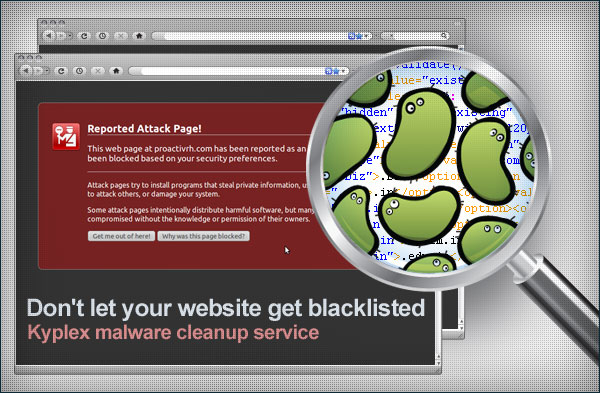 Reported Attack Page!
This web page at proactivrh.com has been reported as an
been blocked based on your security preferences.
Attack pages try to install programs that steal private information, us
to attack others, or damage your system.
Some attack pages intentionally distribute harmful software, but many
compromised without the knowledge or permission of their owners.
Get me out of here! Why was this page blocked?
Don't let your website get blacklisted
Kyplex malware cleanup service